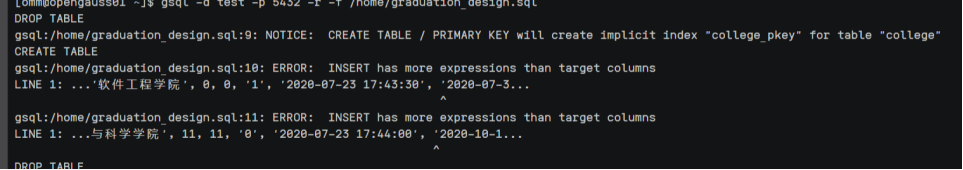 [omm@opengauss01 ~]$ gsql -d test -p 5432 -r -f /home/graduation_design.sql
DROP TABLE
gsql:/home/graduation_design.sql:9: NOTICE:  CREATE TABLE / PRIMARY KEY will create implicit index "college_pkey" for table "college"
CREATE TABLE
gsql:/home/graduation_design.sql:10: ERROR:  INSERT has more expressions than target columns
LINE 1: ...'软件工程学院', 0, 0, '1', '2020-07-23 17:43:30', '2020-07-3...
^
gsql:/home/graduation_design.sql:11: ERROR:  INSERT has more expressions than target columns
LINE 1: ...与科学学院', 11, 11, '0', '2020-07-23 17:44:00', '2020-10-1...
^
DROP TABLE